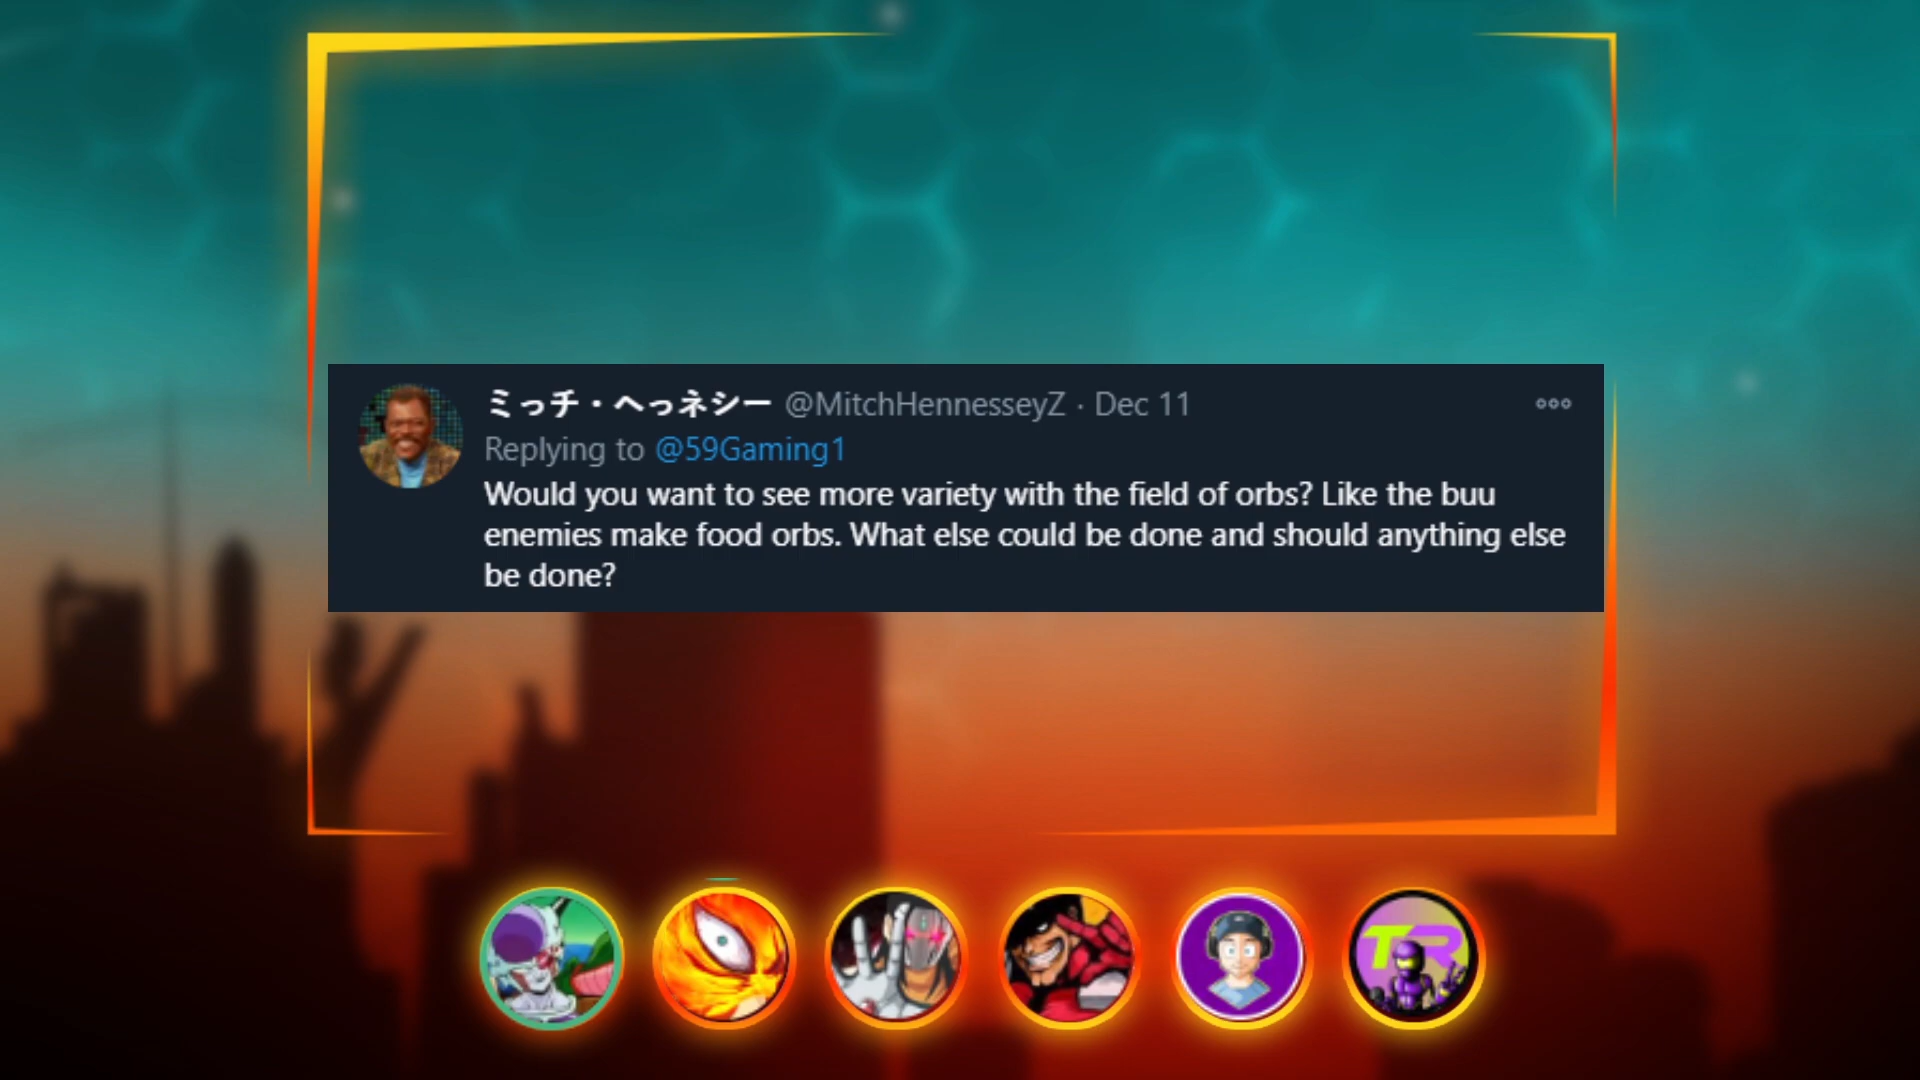 ミっチ・へっネシー @MitchHennesseyZ · Dec 11
Replying to @59Gaming1
Would you want to see more variety with the field of orbs? Like the buu
enemies make food orbs. What else could be done and should anything else
be done?
TR